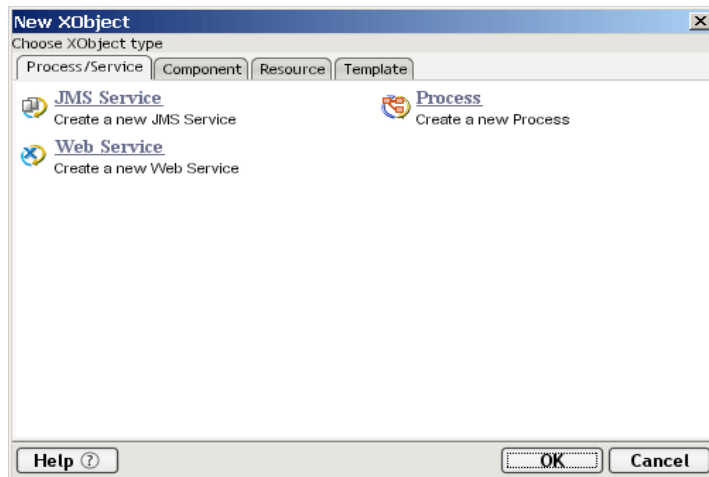 New XObject
Choose XObject type
Process/Service Component Resource Template
JMS Service Process
Create a new JMS Service Create a new Process
Web Service
Create a new Web Service
Help ? OK Cancel